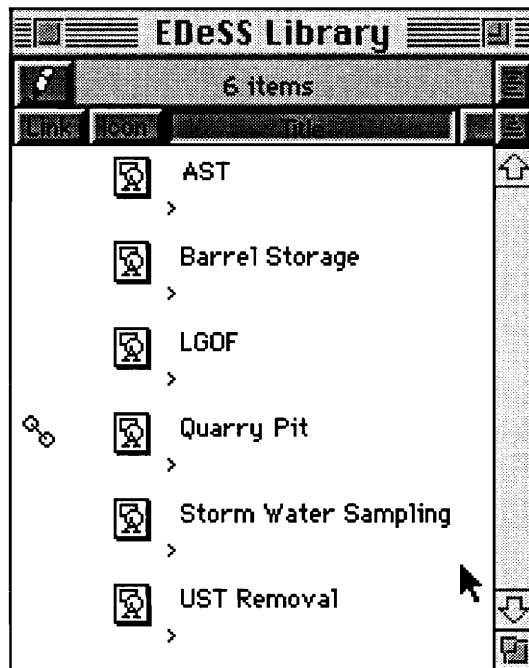 EDeSS Library
6 items
Link Icon Title
AST
>
Barrel Storage
>
LGOF
>
Quarry Pit
>
Storm Water Sampling
>
UST Removal
>